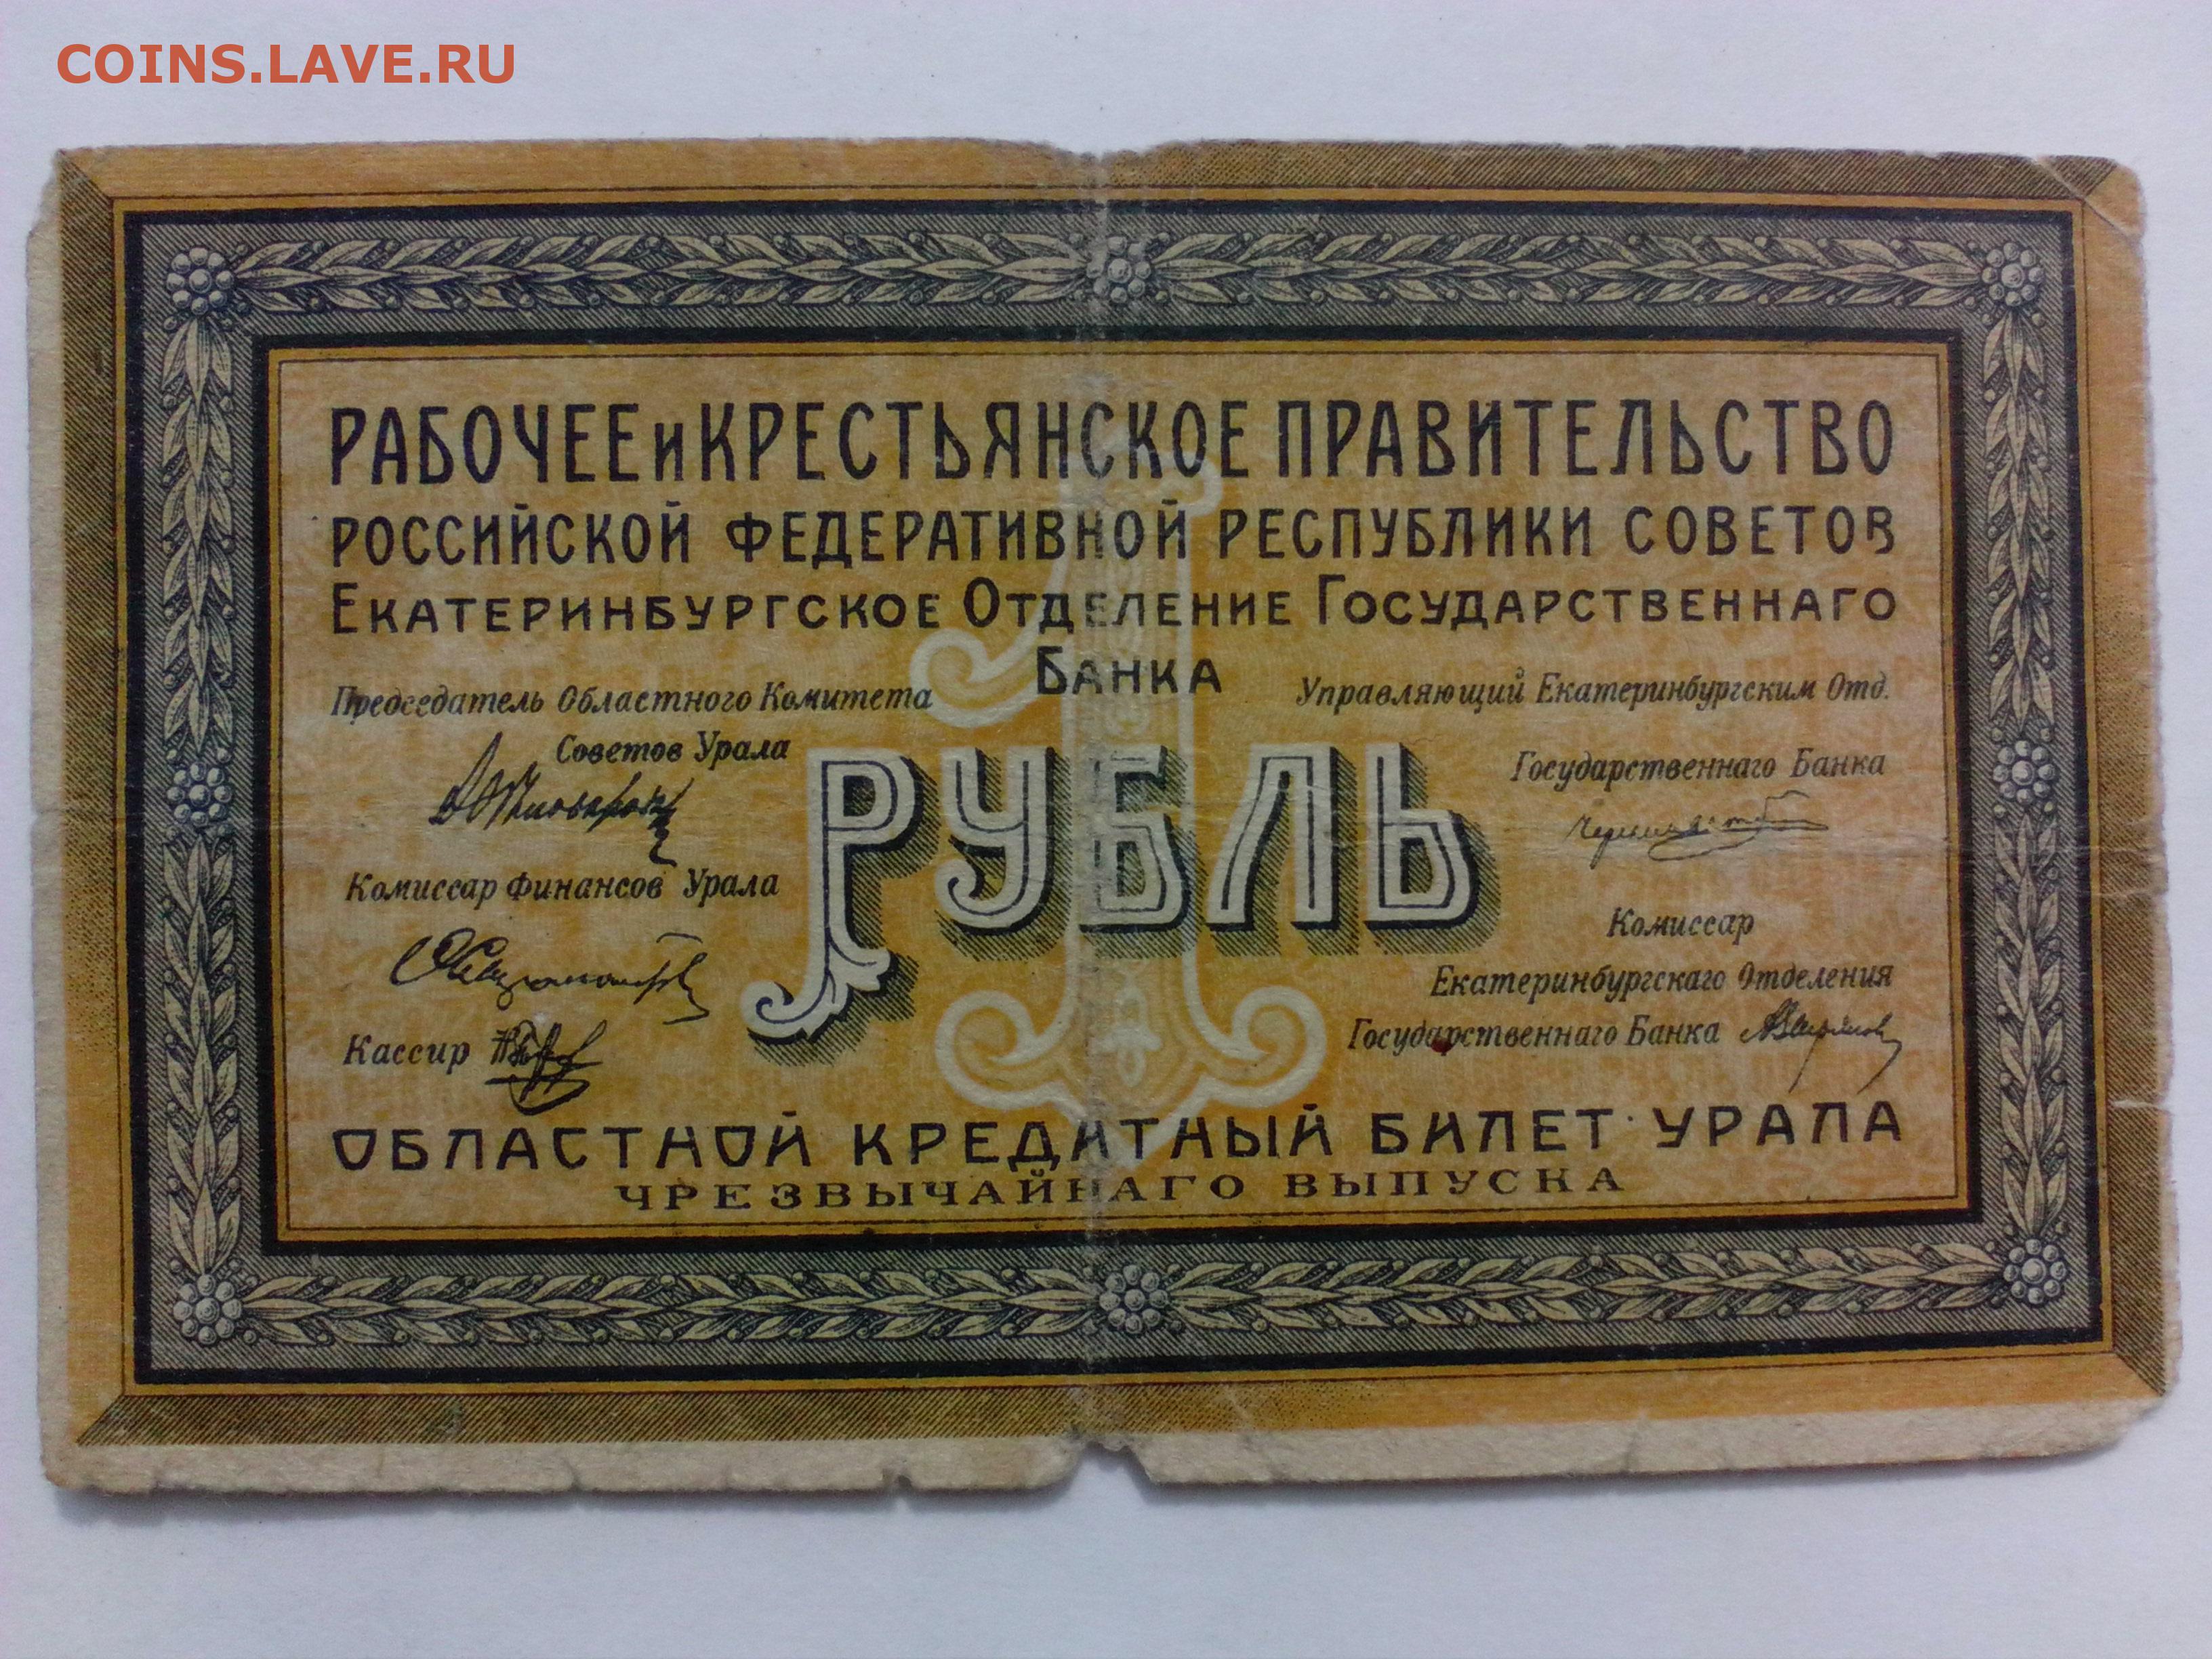 COINS.LAVE.RU
РАБОЧЕЕ и КРЕСТЬЯНСКОЕ ПРАВИТЕЛЬСТВО
РОССИЙСКОЙ ФЕДЕРАТИВНОЙ РЕСПУБЛИКИ СОВЕТОВ
ЕКАТЕРИНБУРГСКОЕ ОТДЕЛЕНИЕ ГОСУДАРСТВЕННАГО
БАНКА
Председатель Областного Комитета
Советов Урала
Управляющий Екатеринбургским Отд.
Государственнаго Банка
1
РУБЛЬ
Комиссар Финансов Урала
Комиссар
Екатеринбургскаго Отделения
Государственнаго Банка
Кассир
ОБЛАСТНОЙ КРЕДИТНЫЙ БИЛЕТ УРАЛА
ЧРЕЗВЫЧАЙНАГО ВЫПУСКА